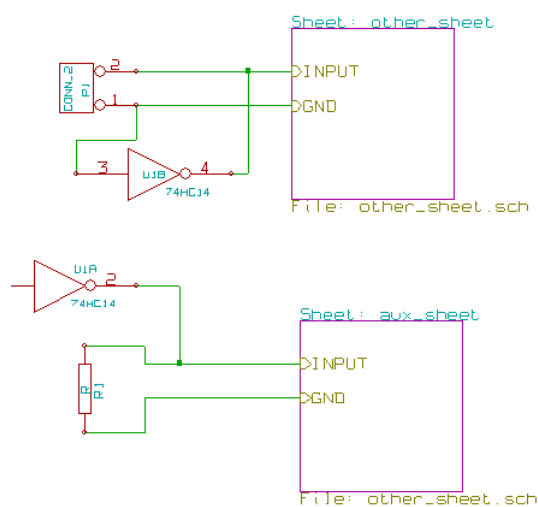 Sheet: other_sheet
CONN_2
P1
2
1
INPUT
GND
3
U1B
4
74HC14
File: other_sheet.sch
U1A
2
74HC14
Sheet: aux_sheet
R
R1
INPUT
GND
File: other_sheet.sch